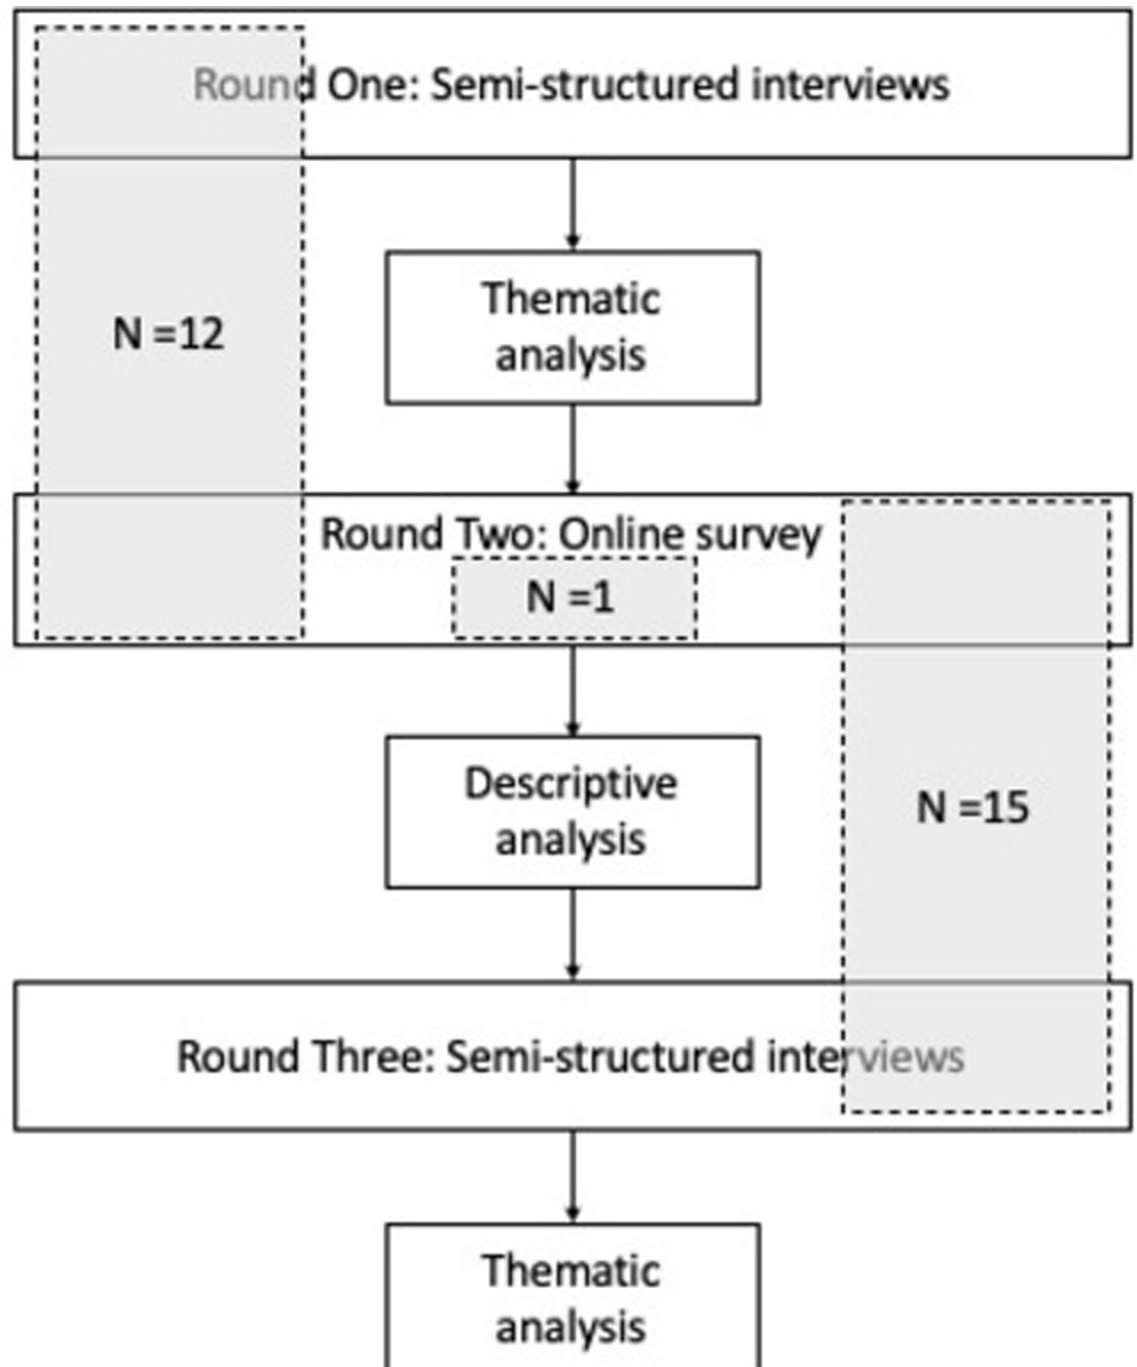 Round One: Semi-structured interviews
Thematic
analysis
N =12
Round Two: Online survey
N =1
Descriptive
analysis
N =15
Round Three: Semi-structured interviews
Thematic
analysis